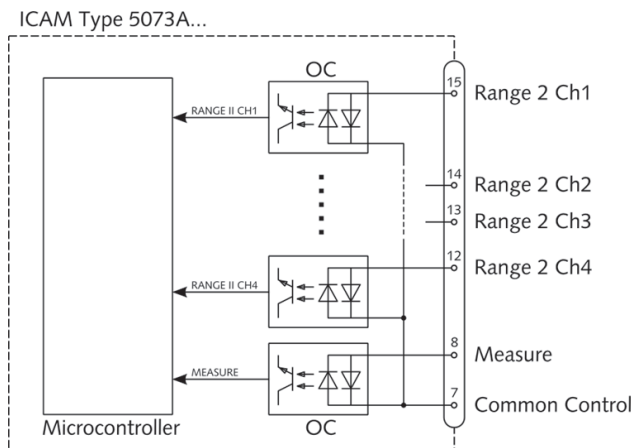 ICAM Type 5073A...
OC
15
Range 2 Ch1
RANGE II CH1
14
Range 2 Ch2
13
Range 2 Ch3
12
Range 2 Ch4
RANGE II CH4
8
Measure
MEASURE
7
Common Control
Microcontroller
OC